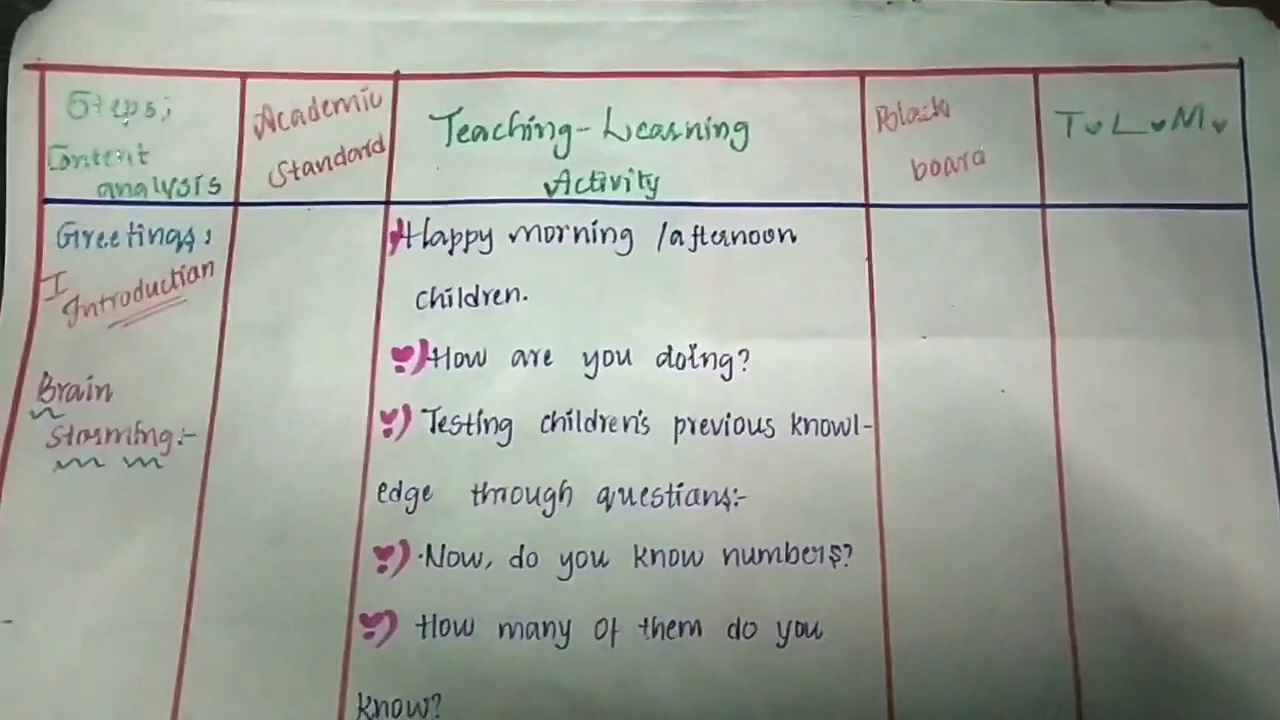 Steps;
Content
analysis
Academic
Standard
Teaching-Learning
Activity
Black
board
T.L.M.
Greetings:
I
Introduction
Brain
Storming:-
Happy morning /afternoon
children.
How are you doing?
Testing children's previous knowl-
edge through questians:-
Now, do you know numbers?
How many of them do you
know?